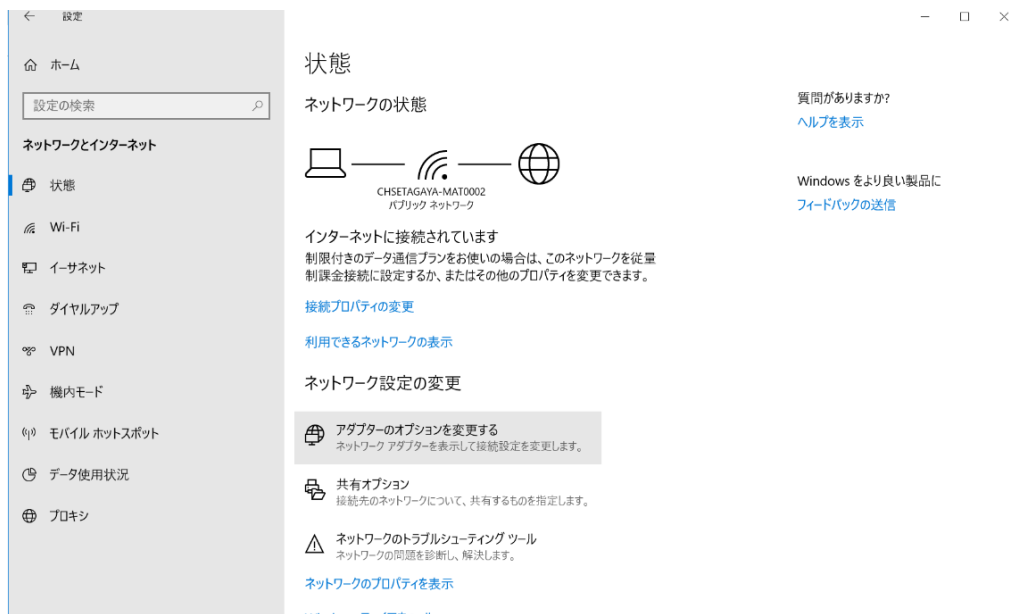 設定
ホーム
設定の検索
ネットワークとインターネット
状態
Wi-Fi
イーサネット
ダイヤルアップ
VPN
機内モード
モバイル ホットスポット
データ使用状況
プロキシ
状態
ネットワークの状態
CHSETAGAYA-MAT0002
パブリック ネットワーク
インターネットに接続されています
制限付きのデータ通信プランをお使いの場合は、このネットワークを従量
制課金接続に設定するか、またはその他のプロパティを変更できます。
接続プロパティの変更
利用できるネットワークの表示
ネットワーク設定の変更
アダプターのオプションを変更する
ネットワーク アダプターを表示して接続設定を変更します。
共有オプション
接続先のネットワークについて、共有するものを指定します。
ネットワークのトラブルシューティング ツール
ネットワークの問題を診断し、解決します。
ネットワークのプロパティを表示
質問がありますか?
ヘルプを表示
Windows をより良い製品に
フィードバックの送信